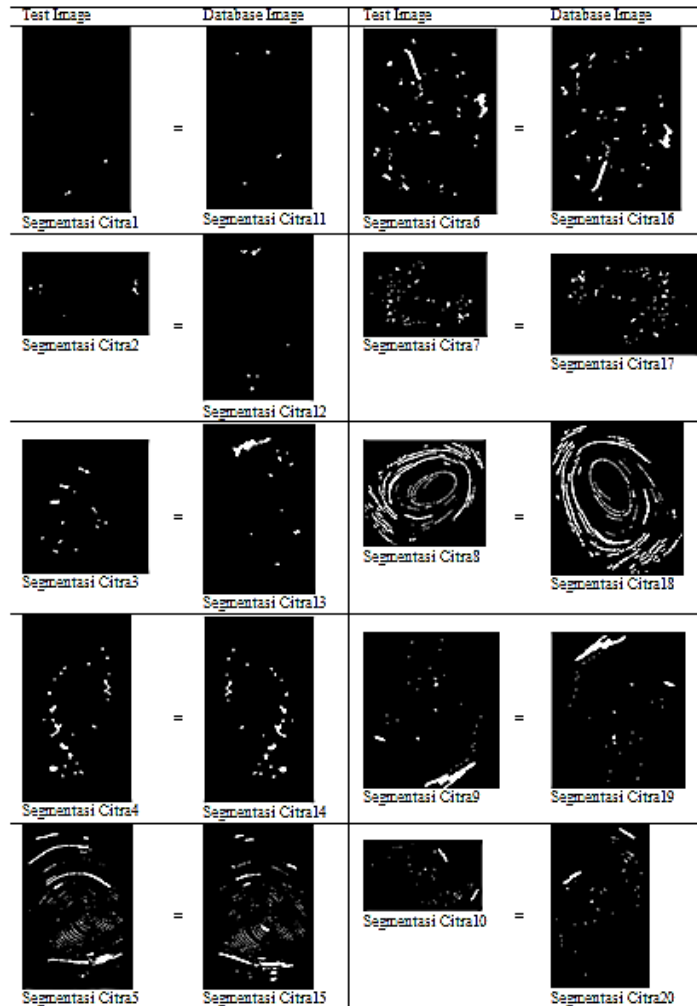 Test Image Database Image Test Image Database Image
= =
Segmentasi Citra1 Segmentasi Citra11 Segmentasi Citra6 Segmentasi Citra16
= =
Segmentasi Citra2 Segmentasi Citra12 Segmentasi Citra7 Segmentasi Citra17
= =
Segmentasi Citra3 Segmentasi Citra13 Segmentasi Citra8 Segmentasi Citra18
= =
Segmentasi Citra4 Segmentasi Citra14 Segmentasi Citra9 Segmentasi Citra19
= =
Segmentasi Citra5 Segmentasi Citra15 Segmentasi Citra10 Segmentasi Citra20